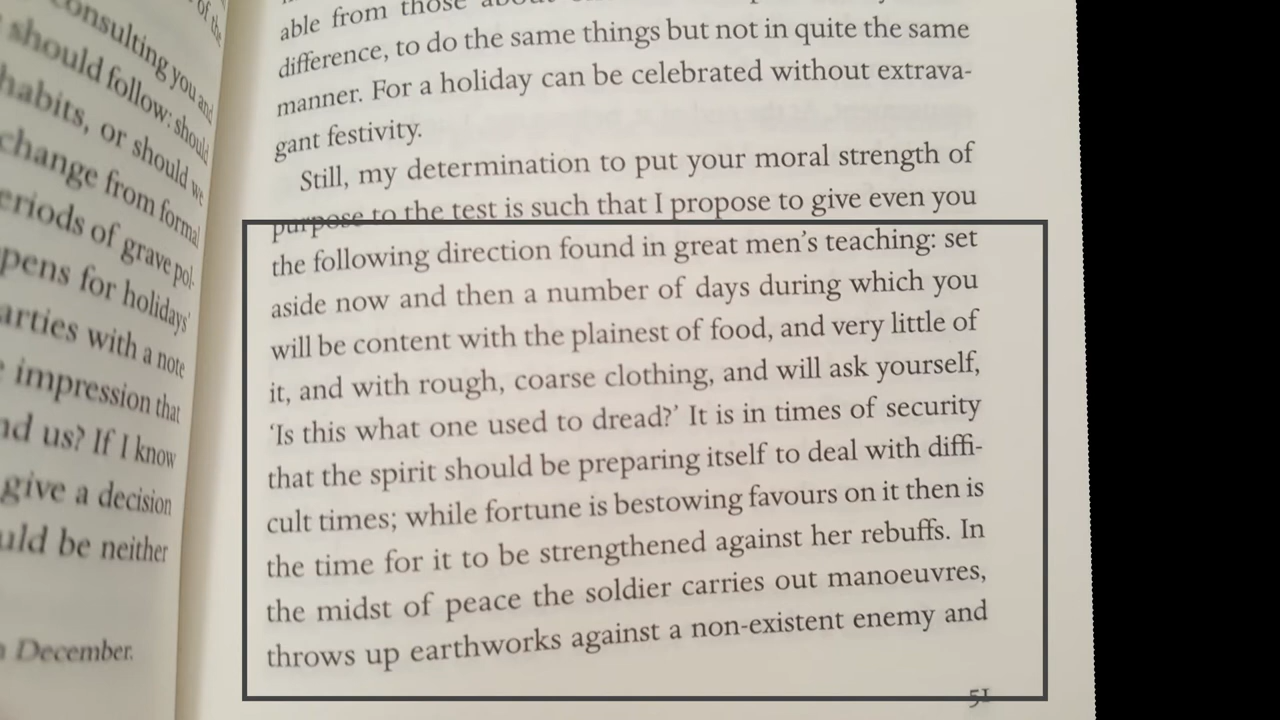 onsulting you and
should follow: should
habits, or should we
change from formal
eriods of grave pol-
pens for holidays'
arties with a note
impression that
nd us? If I know
give a decision
uld be neither
December.
able from those about
difference, to do the same things but not in quite the same
manner. For a holiday can be celebrated without extrava-
gant festivity.
Still, my determination to put your moral strength of
purpose to the test is such that I propose to give even you
the following direction found in great men's teaching: set
aside now and then a number of days during which you
will be content with the plainest of food, and very little of
it, and with rough, coarse clothing, and will ask yourself,
'Is this what one used to dread?' It is in times of security
that the spirit should be preparing itself to deal with diffi-
cult times; while fortune is bestowing favours on it then is
the time for it to be strengthened against her rebuffs. In
the midst of peace the soldier carries out manoeuvres,
throws up earthworks against a non-existent enemy and
51